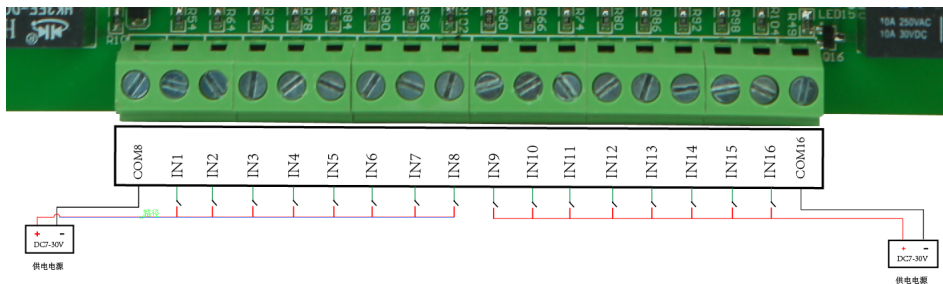 R54
R64
R72
R78
R84
R90
R96
R102
R60
R66
R74
R80
R86
R92
R98
R104
R49
LED15
Q16
10A 250VAC
10A 30VDC
COM8
IN1
IN2
IN3
IN4
IN5
IN6
IN7
IN8
IN9
IN10
IN11
IN12
IN13
IN14
IN15
IN16
COM16
+ −
DC7-30V
供电电源
+ −
DC7-30V
供电电源